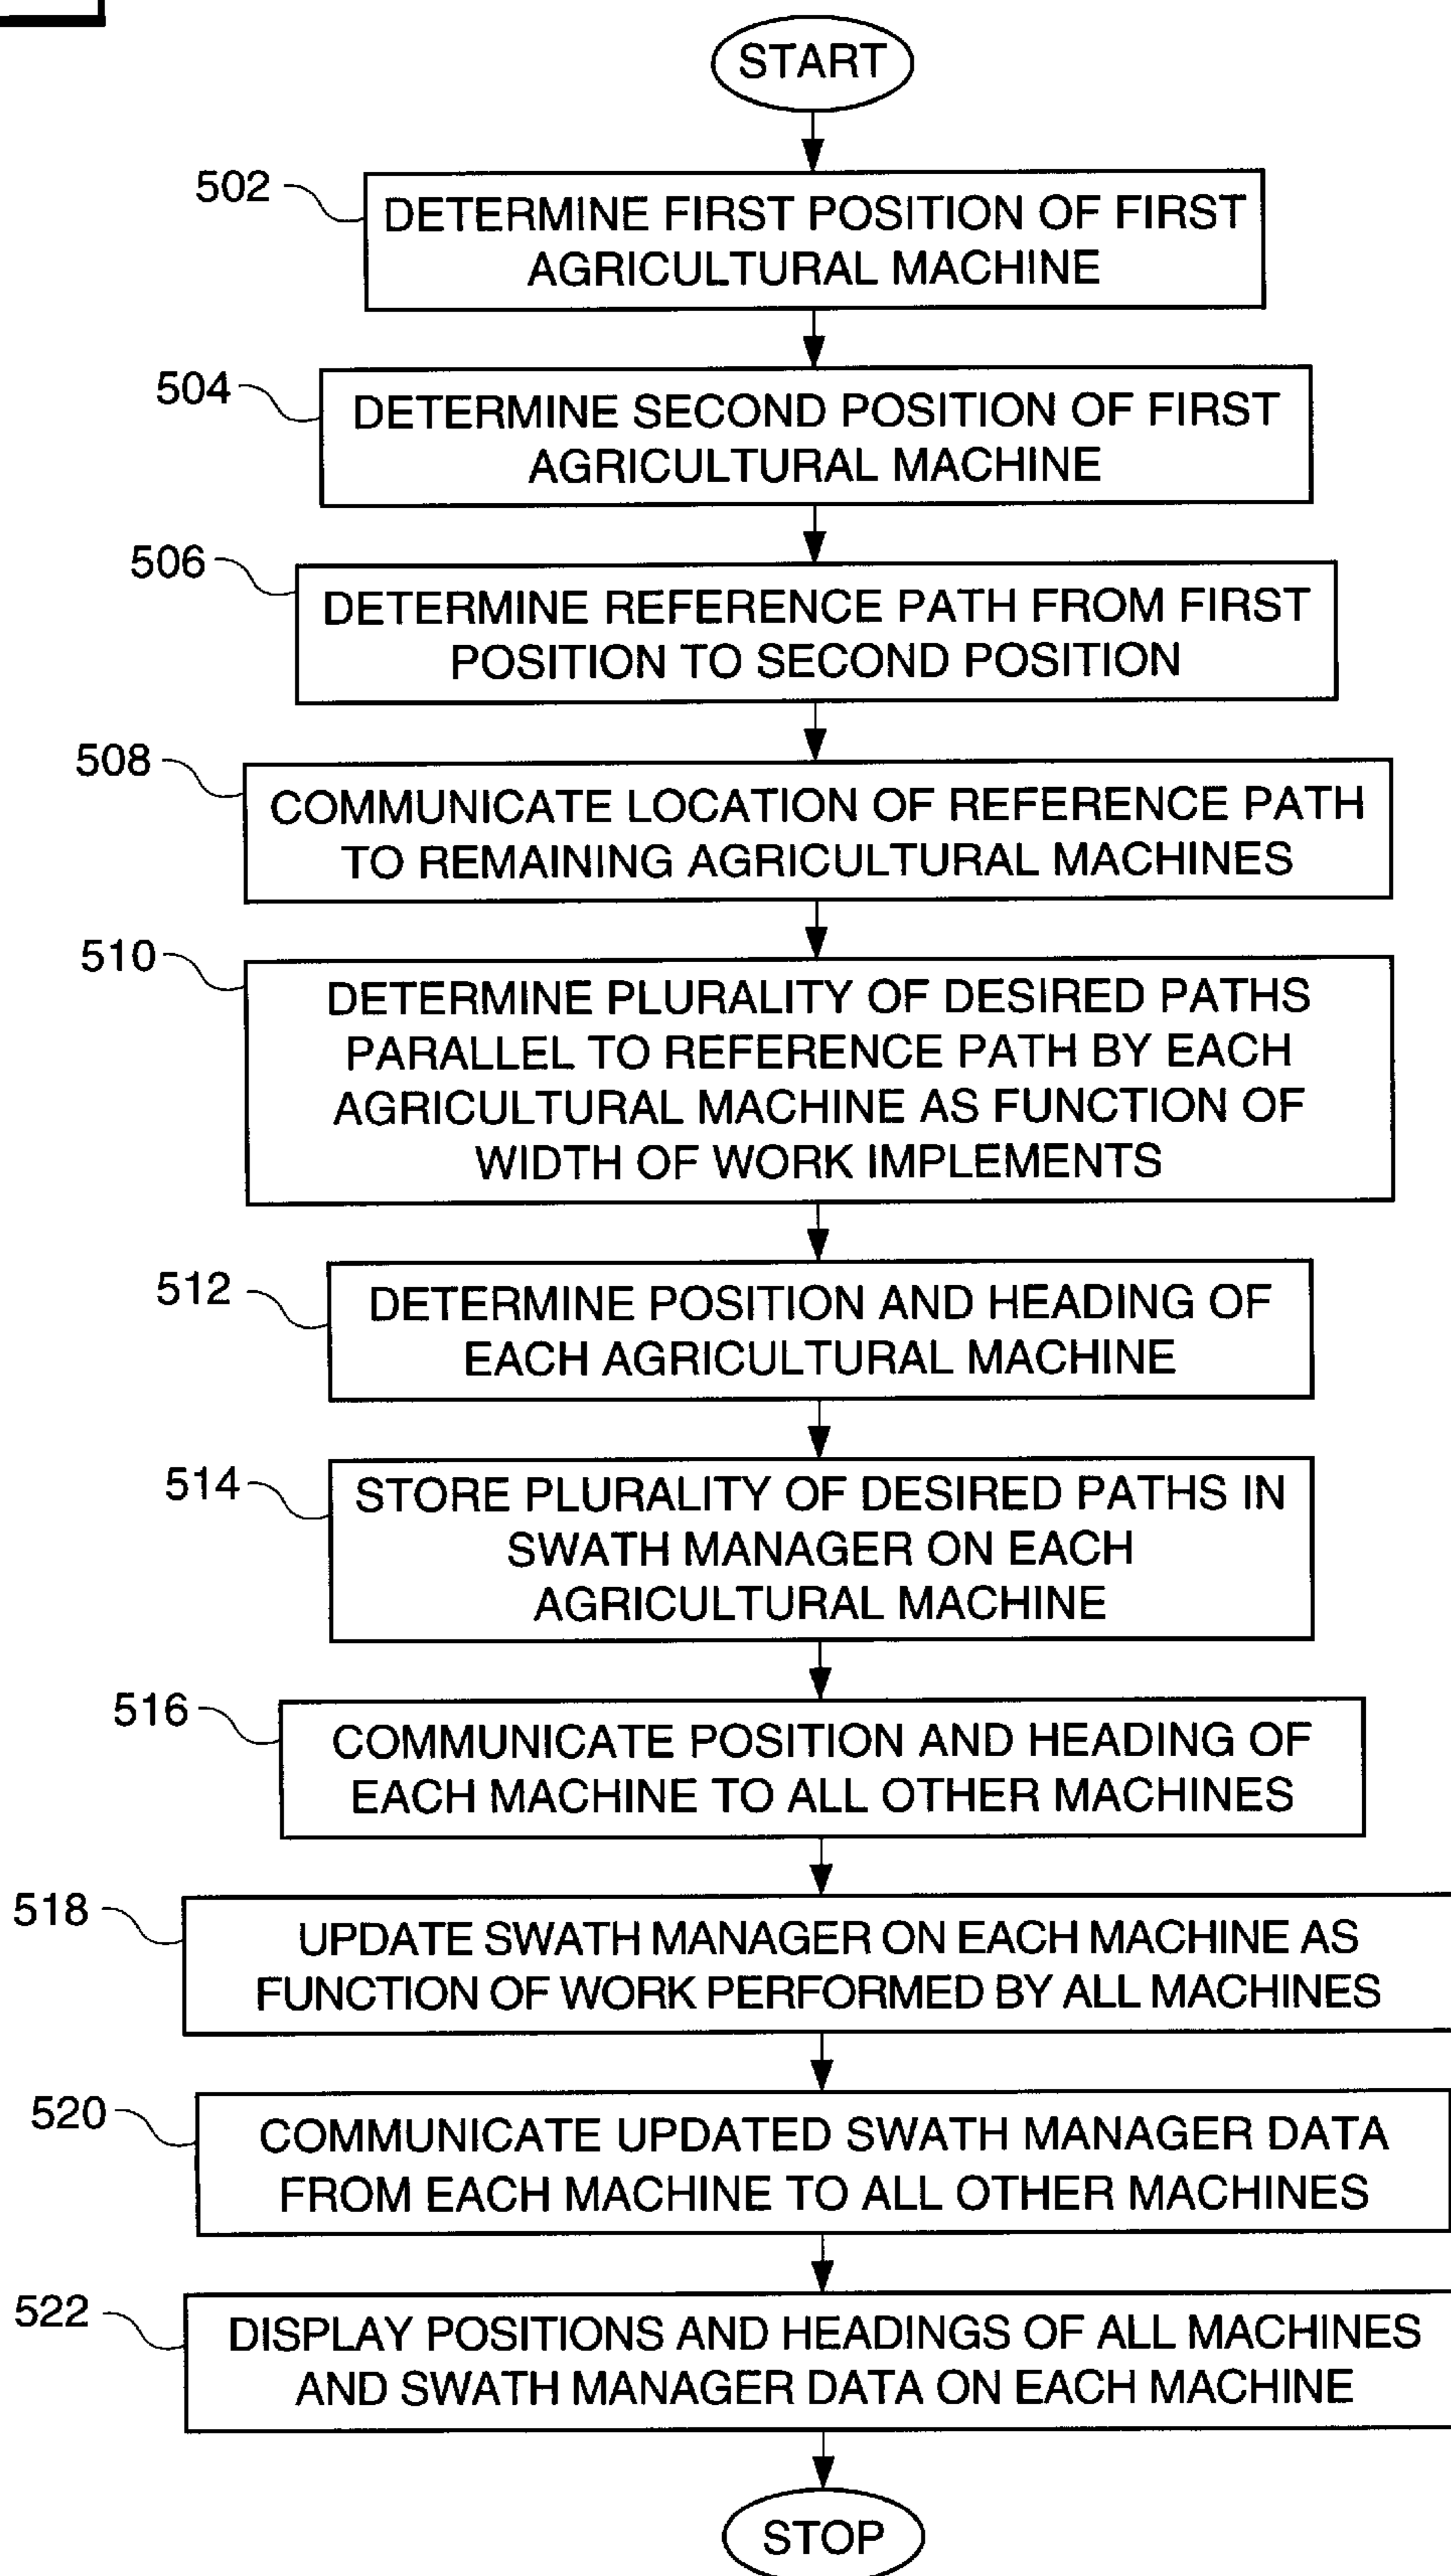 START
502
DETERMINE FIRST POSITION OF FIRST
AGRICULTURAL MACHINE
504
DETERMINE SECOND POSITION OF FIRST
AGRICULTURAL MACHINE
506
DETERMINE REFERENCE PATH FROM FIRST
POSITION TO SECOND POSITION
508
COMMUNICATE LOCATION OF REFERENCE PATH
TO REMAINING AGRICULTURAL MACHINES
510
DETERMINE PLURALITY OF DESIRED PATHS
PARALLEL TO REFERENCE PATH BY EACH
AGRICULTURAL MACHINE AS FUNCTION OF
WIDTH OF WORK IMPLEMENTS
512
DETERMINE POSITION AND HEADING OF
EACH AGRICULTURAL MACHINE
514
STORE PLURALITY OF DESIRED PATHS IN
SWATH MANAGER ON EACH
AGRICULTURAL MACHINE
516
COMMUNICATE POSITION AND HEADING OF
EACH MACHINE TO ALL OTHER MACHINES
518
UPDATE SWATH MANAGER ON EACH MACHINE AS
FUNCTION OF WORK PERFORMED BY ALL MACHINES
520
COMMUNICATE UPDATED SWATH MANAGER DATA
FROM EACH MACHINE TO ALL OTHER MACHINES
522
DISPLAY POSITIONS AND HEADINGS OF ALL MACHINES
AND SWATH MANAGER DATA ON EACH MACHINE
STOP